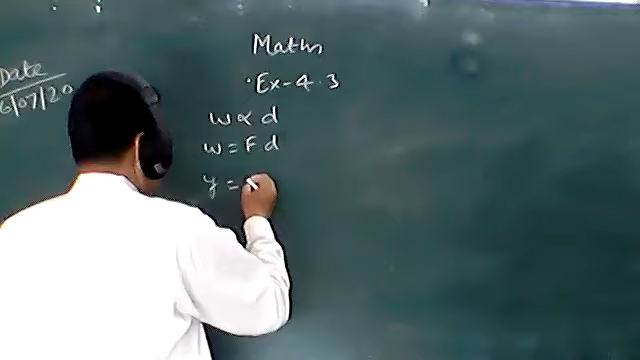 Maths
Date
Ex-4.3
6/07/20
w ∝ d
w = F d
y =